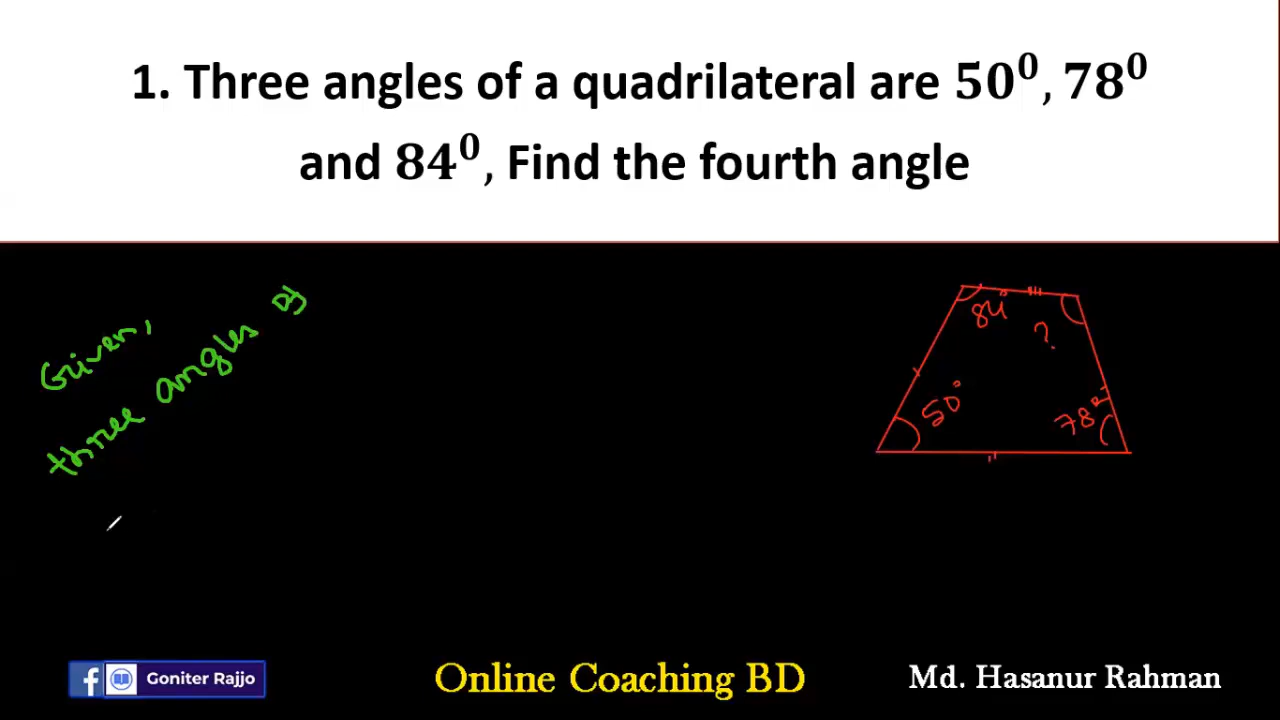 1. Three angles of a quadrilateral are 50⁰, 78⁰
and 84⁰, Find the fourth angle
Given,
three angles of
84°
?
50°
78°
Goniter Rajjo
Online Coaching BD
Md. Hasanur Rahman